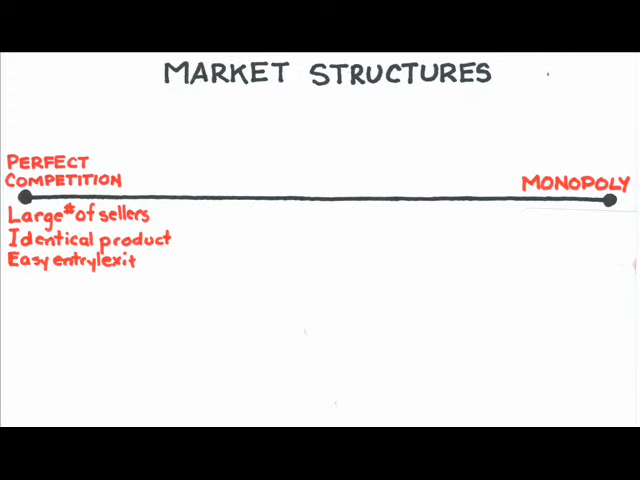 MARKET STRUCTURES
PERFECT
COMPETITION
MONOPOLY
Large # of sellers
Identical product
Easy entry/exit